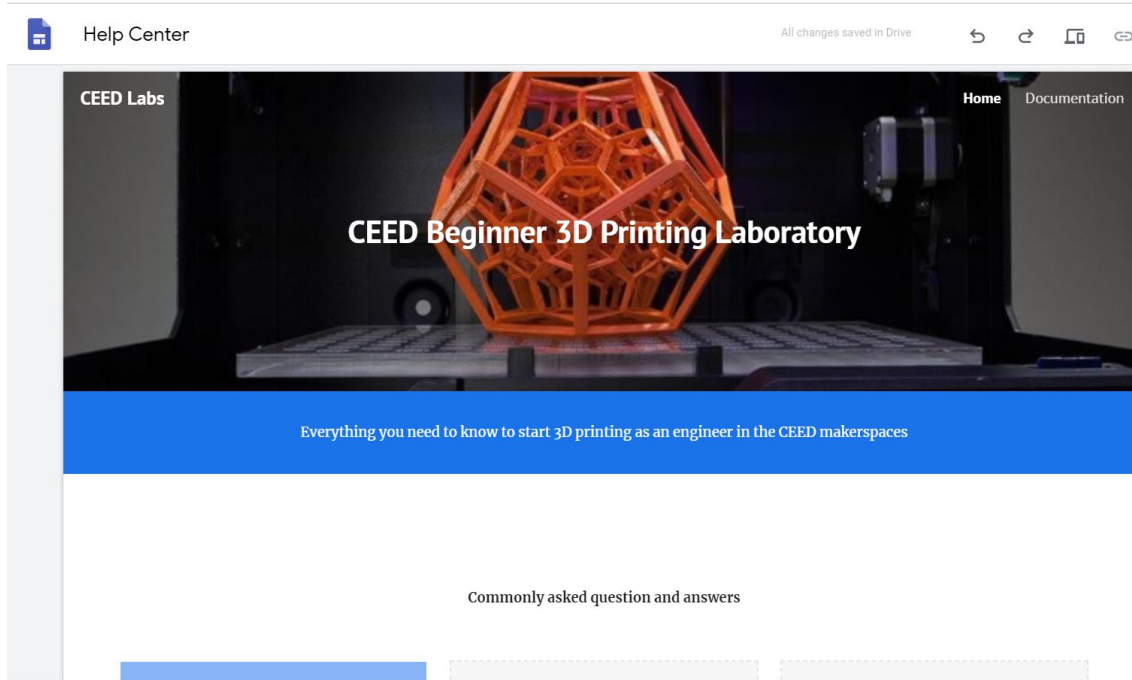 Help Center
All changes saved in Drive
CEED Labs
Home
Documentation
CEED Beginner 3D Printing Laboratory
Everything you need to know to start 3D printing as an engineer in the CEED makerspaces
Commonly asked question and answers